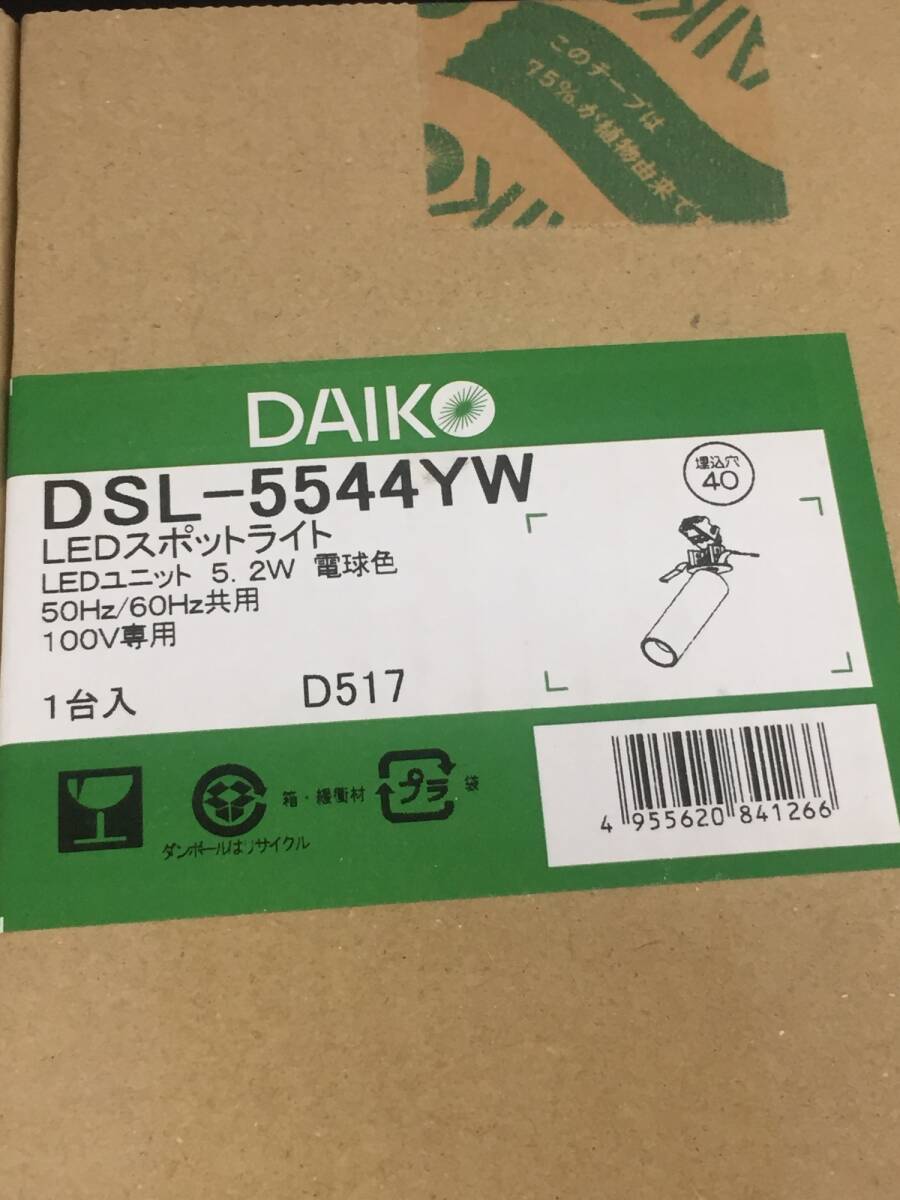 このテープは
75%が植物由来です
DAIKO
DSL-5544YW
LEDスポットライト
LEDユニット 5.2W 電球色
50Hz/60Hz共用
100V専用
1台入 D517
埋込穴
40
箱・緩衝材
ダンボールはリサイクル
プラ
袋
4 955620 841266